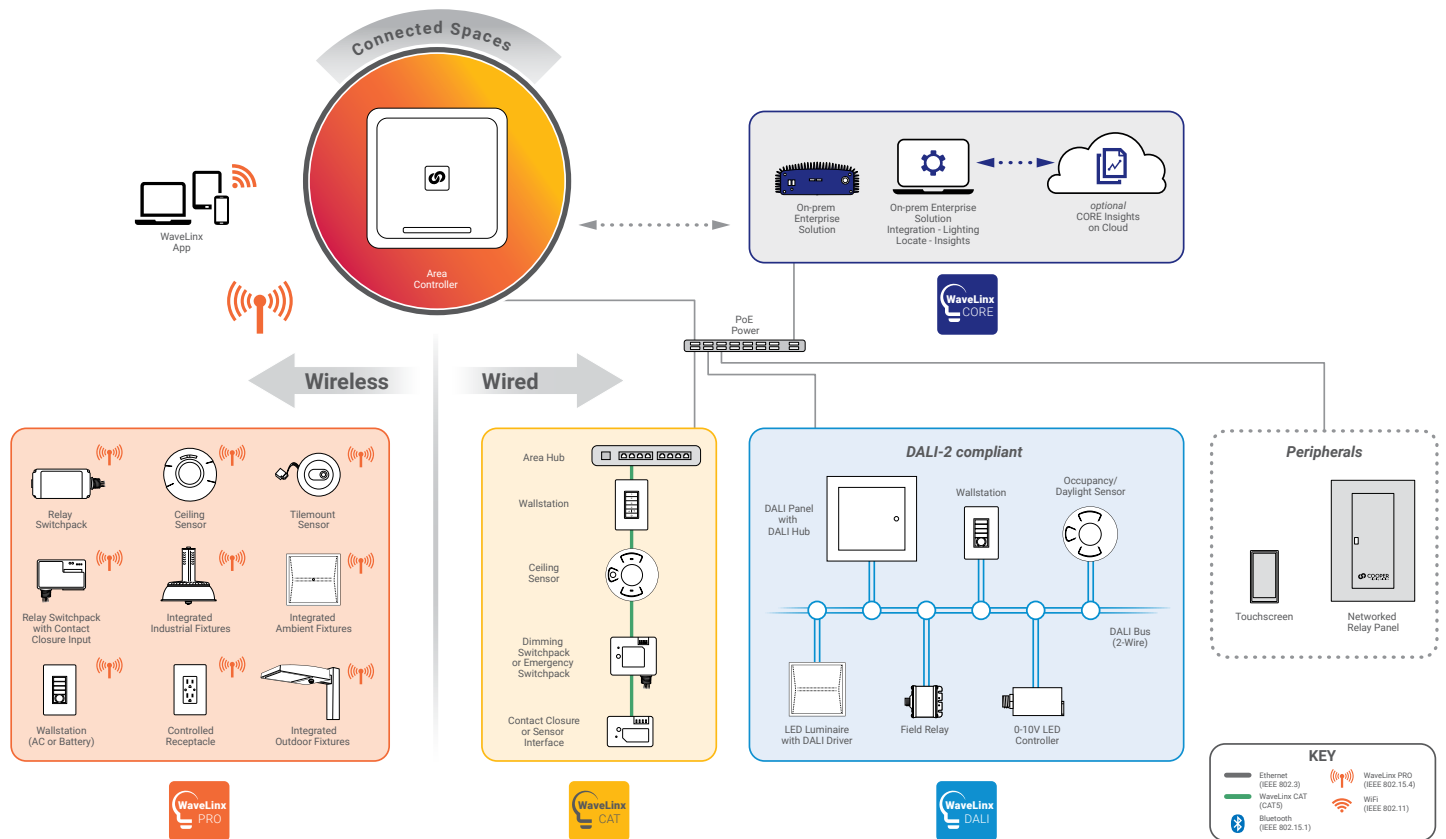 Connected Spaces
WaveLinx
App
Area
Controller
On-prem
Enterprise
Solution
On-prem Enterprise
Solution
Integration - Lighting
Locate - Insights
optional
CORE Insights
on Cloud
WaveLinx
CORE
PoE
Power
Wireless
Wired
Relay
Switchpack
Ceiling
Sensor
Tilemount
Sensor
Relay Switchpack
with Contact
Closure Input
Integrated
Industrial Fixtures
Integrated
Ambient Fixtures
Wallstation
(AC or Battery)
Controlled
Receptacle
Integrated
Outdoor Fixtures
WaveLinx
PRO
Area Hub
Wallstation
Ceiling
Sensor
Dimming
Switchpack
or Emergency
Switchpack
Contact Closure
or Sensor
Interface
WaveLinx
CAT
DALI-2 compliant
DALI Panel
with
DALI Hub
Wallstation
Occupancy/
Daylight Sensor
DALI Bus
(2-Wire)
LED Luminaire
with DALI Driver
Field Relay
0-10V LED
Controller
WaveLinx
DALI
Peripherals
COOPER
Touchscreen
Networked
Relay Panel
KEY
Ethernet
(IEEE 802.3)
WaveLinx CAT
(CAT5)
Bluetooth
(IEEE 802.15.1)
WaveLinx PRO
(IEEE 802.15.4)
WiFi
(IEEE 802.11)